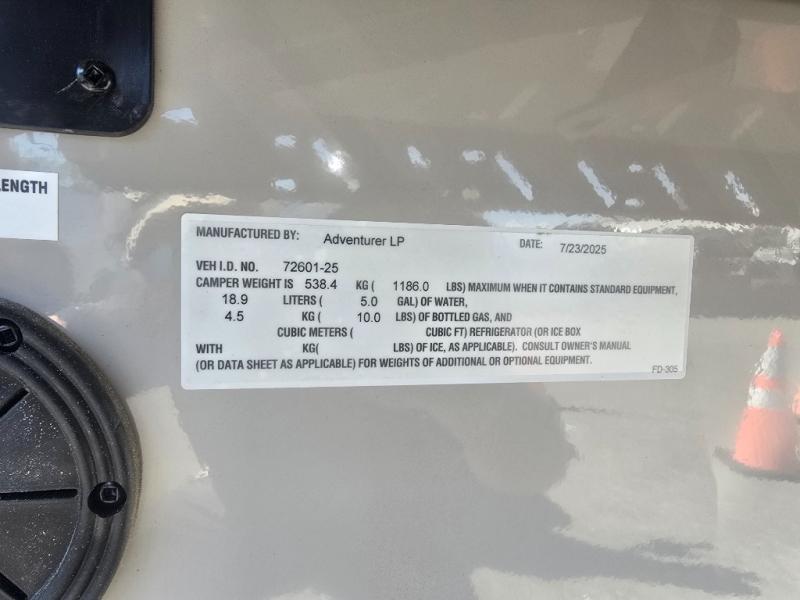 ENGTH
MANUFACTURED BY: Adventurer LP DATE: 7/23/2025
VEH I.D. NO. 72601-25
CAMPER WEIGHT IS 538.4 KG ( 1186.0 LBS) MAXIMUM WHEN IT CONTAINS STANDARD EQUIPMENT,
18.9 LITERS ( 5.0 GAL) OF WATER,
4.5 KG ( 10.0 LBS) OF BOTTLED GAS, AND
CUBIC METERS ( CUBIC FT) REFRIGERATOR (OR ICE BOX
WITH KG( LBS) OF ICE, AS APPLICABLE). CONSULT OWNER'S MANUAL
(OR DATA SHEET AS APPLICABLE) FOR WEIGHTS OF ADDITIONAL OR OPTIONAL EQUIPMENT.
FD-305